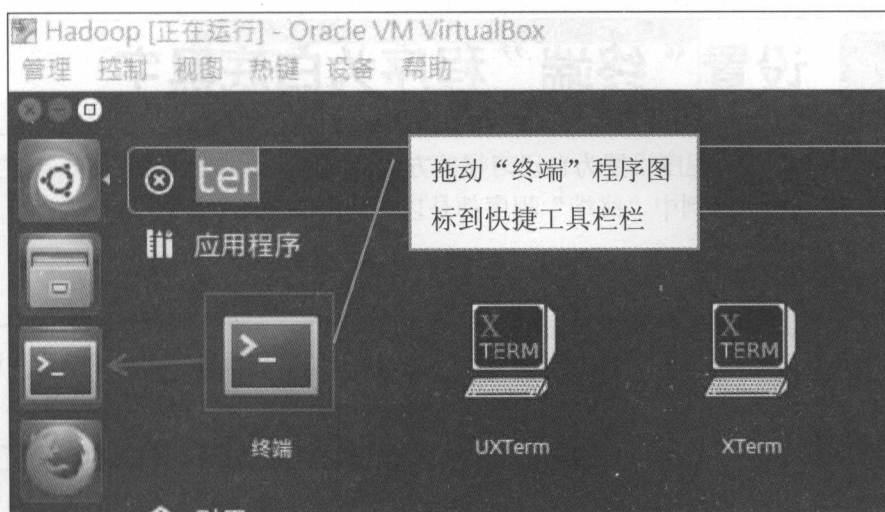 Hadoop [正在运行] - Oracle VM VirtualBox
管理 控制 视图 热键 设备 帮助
ter
拖动“终端”程序图
标到快捷工具栏栏
应用程序
>_
>_
X
TERM
X
TERM
终端
UXTerm
XTerm